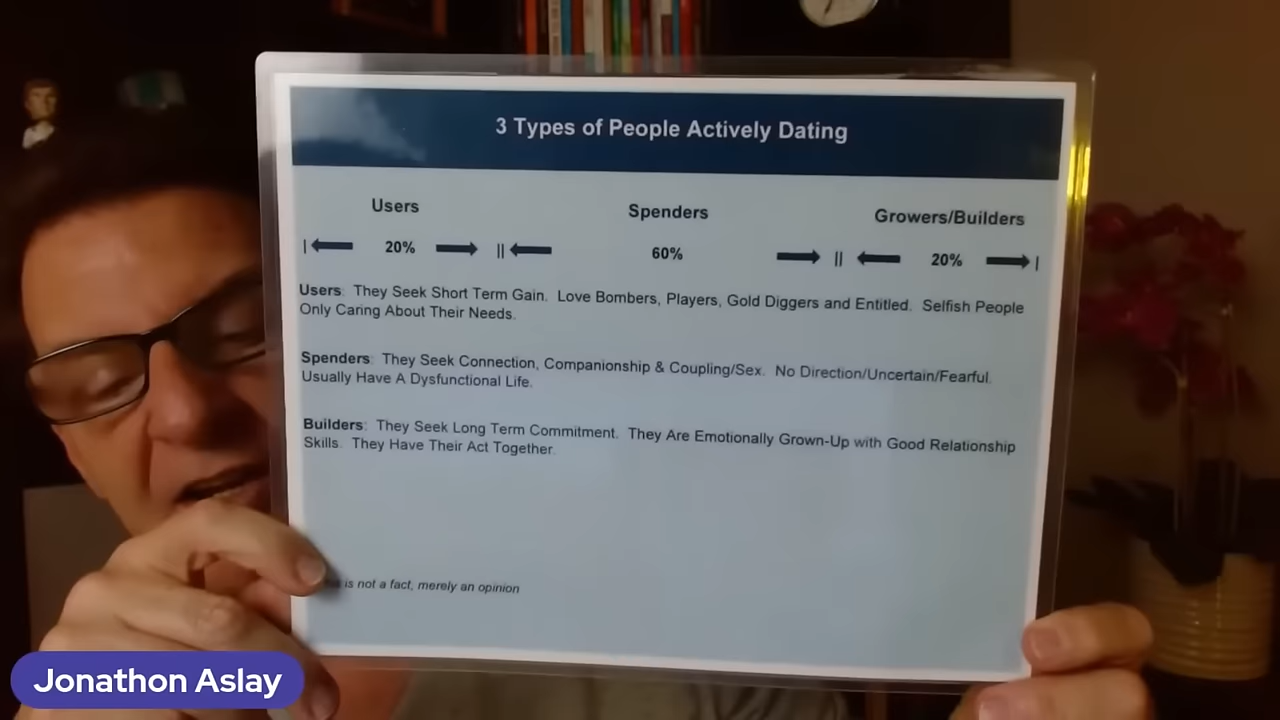 3 Types of People Actively Dating
Users Spenders Growers/Builders
20% 60% 20%
Users: They Seek Short Term Gain. Love Bombers, Players, Gold Diggers and Entitled. Selfish People
Only Caring About Their Needs.
Spenders: They Seek Connection, Companionship & Coupling/Sex. No Direction/Uncertain/Fearful.
Usually Have A Dysfunctional Life.
Builders: They Seek Long Term Commitment. They Are Emotionally Grown-Up with Good Relationship
Skills. They Have Their Act Together.
is not a fact, merely an opinion
Jonathon Aslay